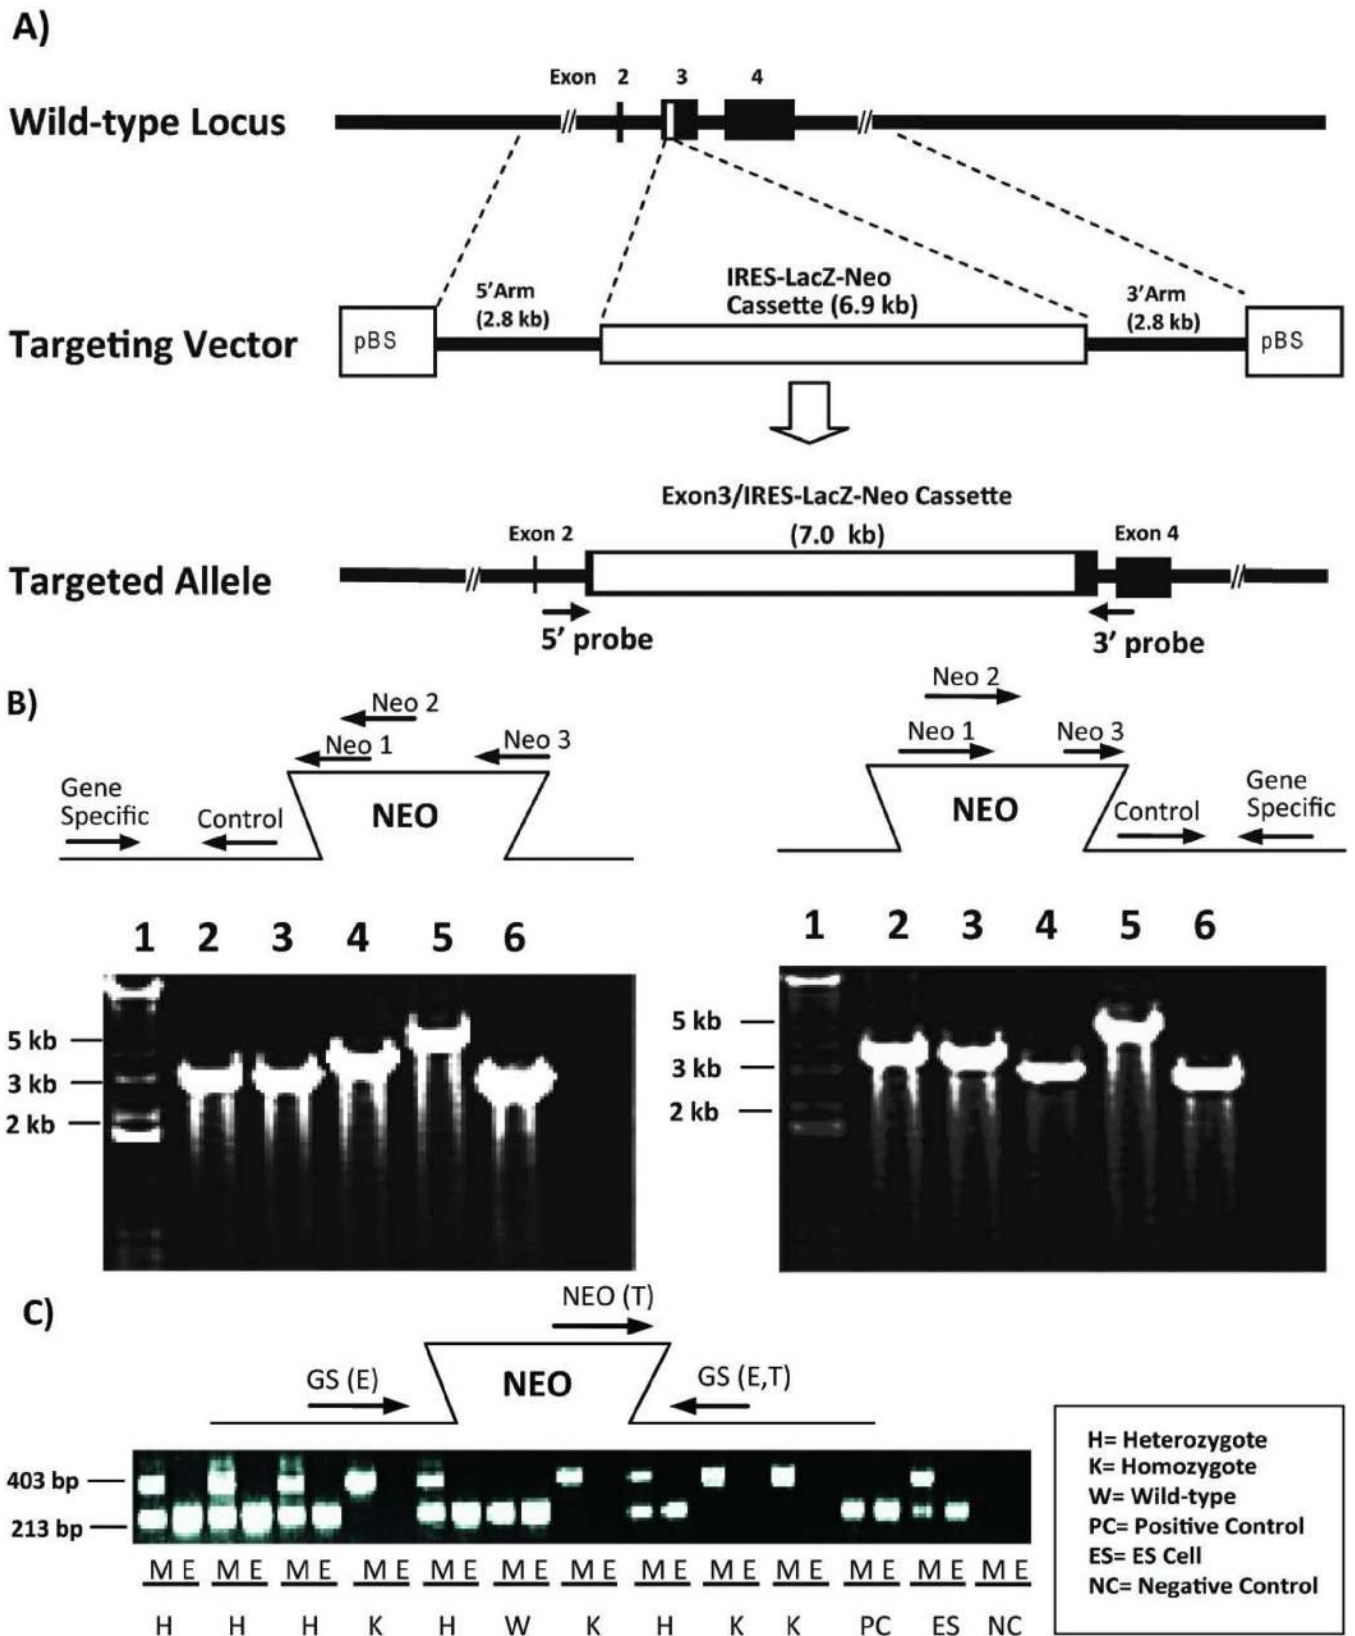 A)
Exon 2 3 4
Wild-type Locus
IRES-LacZ-Neo
Cassette (6.9 kb)
5'Arm
(2.8 kb)
3'Arm
(2.8 kb)
Targeting Vector
pBS
pBS
Exon3/IRES-LacZ-Neo Cassette
(7.0 kb)
Exon 2
Exon 4
Targeted Allele
5' probe
3' probe
B)
Neo 2
Neo 1
Neo 3
Gene
Specific
Control
NEO
Neo 2
Neo 1
Neo 3
Gene
Specific
Control
NEO
1 2 3 4 5 6
5 kb
3 kb
2 kb
1 2 3 4 5 6
5 kb
3 kb
2 kb
C)
NEO (T)
GS (E)
NEO
GS (E,T)
403 bp
213 bp
M E M E M E M E M E M E M E M E M E M E M E M E M E
H H H K H W K H K K PC ES NC
H= Heterozygote
K= Homozygote
W= Wild-type
PC= Positive Control
ES= ES Cell
NC= Negative Control